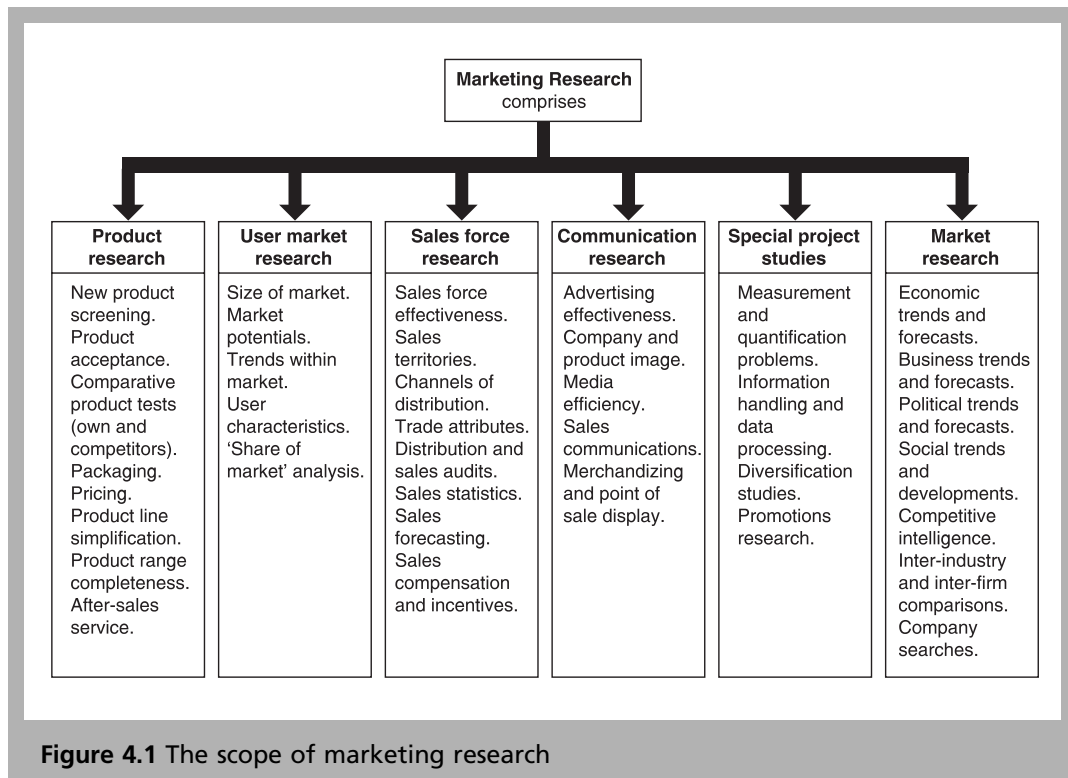 Marketing Research
comprises
Product
research
New product
screening.
Product
acceptance.
Comparative
product tests
(own and
competitors).
Packaging.
Pricing.
Product line
simplification.
Product range
completeness.
After-sales
service.
User market
research
Size of market.
Market
potentials.
Trends within
market.
User
characteristics.
‘Share of
market’ analysis.
Sales force
research
Sales force
effectiveness.
Sales
territories.
Channels of
distribution.
Trade attributes.
Distribution and
sales audits.
Sales statistics.
Sales
forecasting.
Sales
compensation
and incentives.
Communication
research
Advertising
effectiveness.
Company and
product image.
Media
efficiency.
Sales
communications.
Merchandizing
and point of
sale display.
Special project
studies
Measurement
and
quantification
problems.
Information
handling and
data
processing.
Diversification
studies.
Promotions
research.
Market
research
Economic
trends and
forecasts.
Business trends
and forecasts.
Political trends
and forecasts.
Social trends
and
developments.
Competitive
intelligence.
Inter-industry
and inter-firm
comparisons.
Company
searches.
Figure 4.1 The scope of marketing research